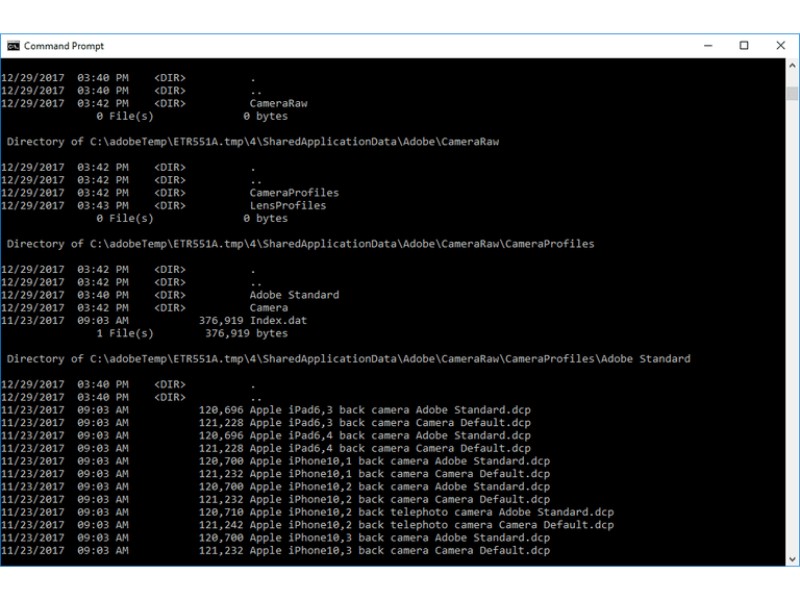 Command Prompt
12/29/2017 03:40 PM <DIR> .
12/29/2017 03:40 PM <DIR> ..
12/29/2017 03:42 PM <DIR> CameraRaw
0 File(s) 0 bytes
Directory of C:\adobeTemp\ETR551A.tmp\4\SharedApplicationData\Adobe\CameraRaw
12/29/2017 03:42 PM <DIR> .
12/29/2017 03:42 PM <DIR> ..
12/29/2017 03:42 PM <DIR> CameraProfiles
12/29/2017 03:43 PM <DIR> LensProfiles
0 File(s) 0 bytes
Directory of C:\adobeTemp\ETR551A.tmp\4\SharedApplicationData\Adobe\CameraRaw\CameraProfiles
12/29/2017 03:42 PM <DIR> .
12/29/2017 03:42 PM <DIR> ..
12/29/2017 03:40 PM <DIR> Adobe Standard
12/29/2017 03:42 PM <DIR> Camera
11/23/2017 09:03 AM 376,919 Index.dat
1 File(s) 376,919 bytes
Directory of C:\adobeTemp\ETR551A.tmp\4\SharedApplicationData\Adobe\CameraRaw\CameraProfiles\Adobe Standard
12/29/2017 03:40 PM <DIR> .
12/29/2017 03:40 PM <DIR> ..
11/23/2017 09:03 AM 120,696 Apple iPad6,3 back camera Adobe Standard.dcp
11/23/2017 09:03 AM 121,228 Apple iPad6,3 back camera Camera Default.dcp
11/23/2017 09:03 AM 120,696 Apple iPad6,4 back camera Adobe Standard.dcp
11/23/2017 09:03 AM 121,228 Apple iPad6,4 back camera Camera Default.dcp
11/23/2017 09:03 AM 120,700 Apple iPhone10,1 back camera Adobe Standard.dcp
11/23/2017 09:03 AM 121,232 Apple iPhone10,1 back camera Camera Default.dcp
11/23/2017 09:03 AM 120,700 Apple iPhone10,2 back camera Adobe Standard.dcp
11/23/2017 09:03 AM 121,232 Apple iPhone10,2 back camera Camera Default.dcp
11/23/2017 09:03 AM 120,710 Apple iPhone10,2 back telephoto camera Adobe Standard.dcp
11/23/2017 09:03 AM 121,242 Apple iPhone10,2 back telephoto camera Camera Default.dcp
11/23/2017 09:03 AM 120,700 Apple iPhone10,3 back camera Adobe Standard.dcp
11/23/2017 09:03 AM 121,232 Apple iPhone10,3 back camera Camera Default.dcp